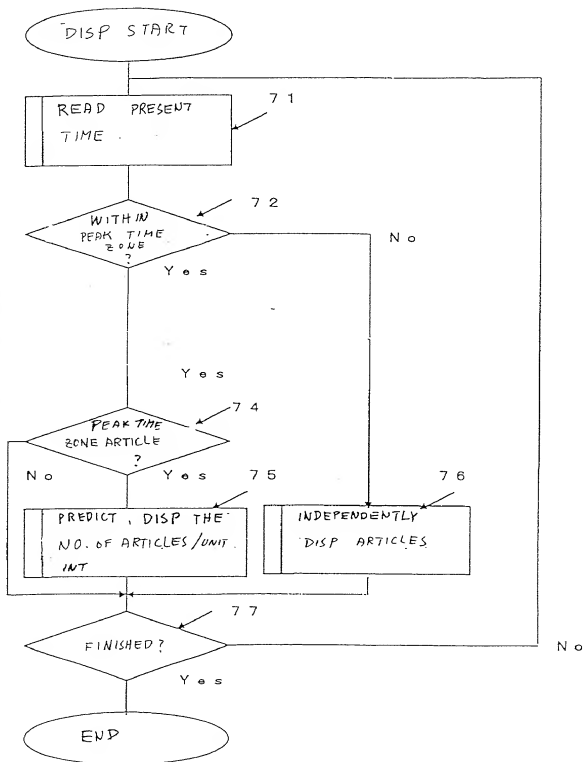 DISP START
READ PRESENT
TIME
71
WITHIN
PEAK TIME
ZONE
?
72
No
Yes
Yes
PEAK TIME
ZONE ARTICLE
?
74
No
Yes
75
76
PREDICT, DISP THE
NO. OF ARTICLES/UNIT
INT
INDEPENDENTLY
DISP ARTICLES
77
FINISHED?
No
Yes
END